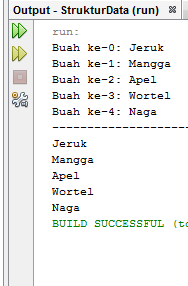 Output - StrukturData (run)
run:
Buah ke-0: Jeruk
Buah ke-1: Mangga
Buah ke-2: Apel
Buah ke-3: Wortel
Buah ke-4: Naga
--------------------
Jeruk
Mangga
Apel
Wortel
Naga
BUILD SUCCESSFUL (to